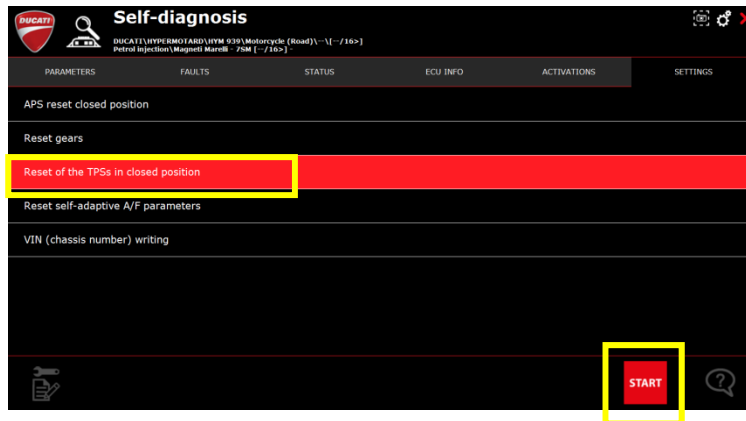 DUCATI
Self-diagnosis
DUCATI\HYPERMOTARD\HYM 939\Motorcycle (Road)\--\[--/16>]
Petrol injection\Magneti Marelli - 7SM [--/16>] -
PARAMETERS FAULTS STATUS ECU INFO ACTIVATIONS SETTINGS
APS reset closed position
Reset gears
Reset of the TPSs in closed position
Reset self-adaptive A/F parameters
VIN (chassis number) writing
START